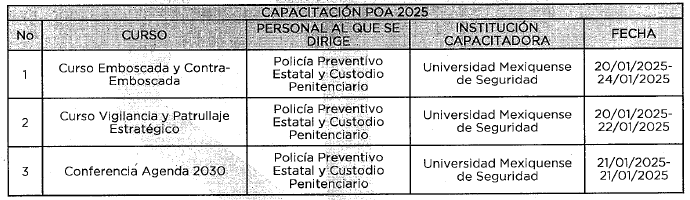 CAPACITACIÓN POA 2025
No
CURSO
PERSONAL AL QUE SE
DIRIGE
INSTITUCIÓN
CAPACITADORA
FECHA
1
Curso Emboscada y Contra-
Emboscada
Policía Preventivo
Estatal y Custodio
Penitenciario
Universidad Mexiquense
de Seguridad
20/01/2025-
24/01/2025
2
Curso Vigilancia y Patrullaje
Estratégico
Policía Preventivo
Estatal y Custodio
Penitenciario
Universidad Mexiquense
de Seguridad
20/01/2025-
22/01/2025
3
Conferencia Agenda 2030
Policía Preventivo
Estatal y Custodio
Penitenciario
Universidad Mexiquense
de Seguridad
21/01/2025-
21/01/2025